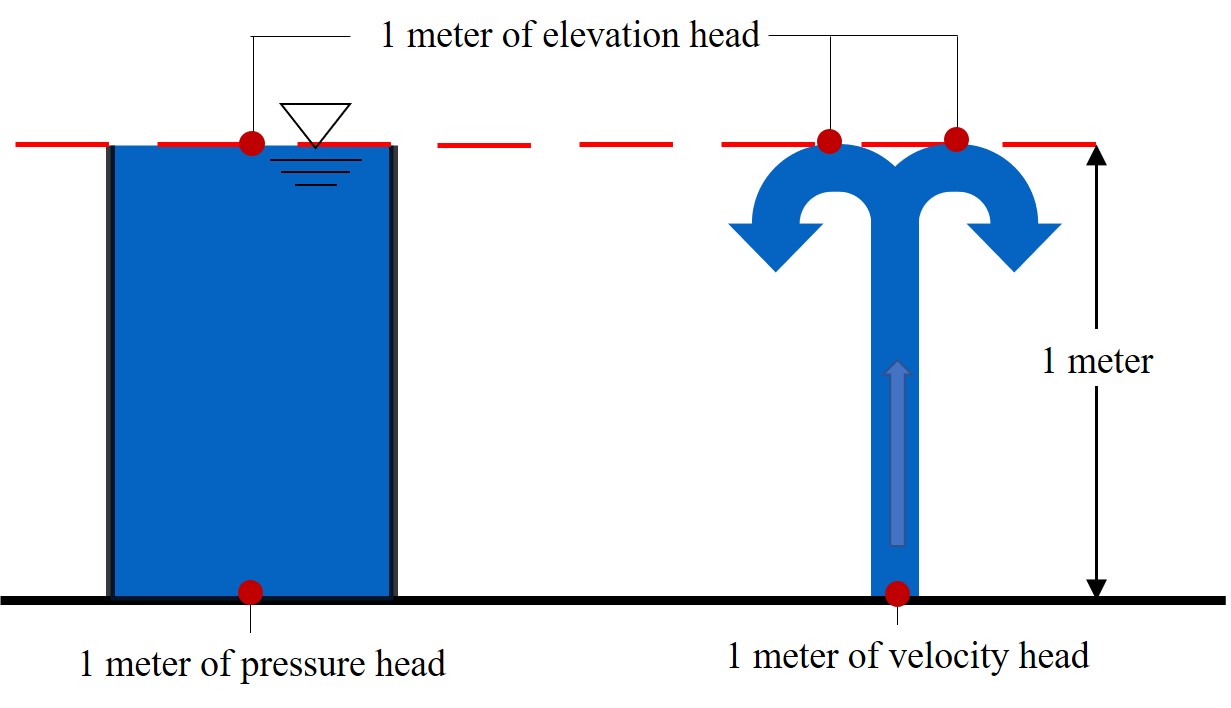 1 meter of elevation head
1 meter
1 meter of pressure head
1 meter of velocity head